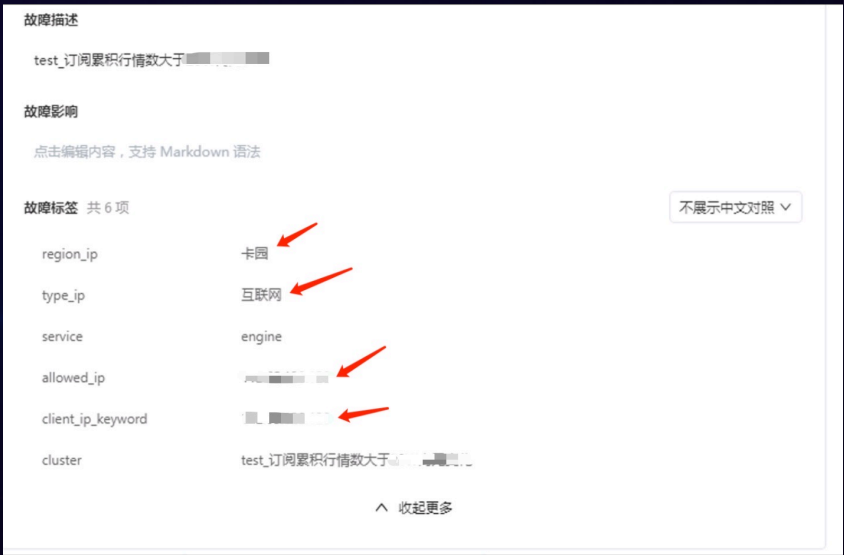 故障描述
test_订阅累积行情数大于
故障影响
点击编辑内容，支持 Markdown 语法
故障标签 共 6 项 不展示中文对照
region_ip 卡园
type_ip 互联网
service engine
allowed_ip
client_ip_keyword
cluster test_订阅累积行情数大于
收起更多